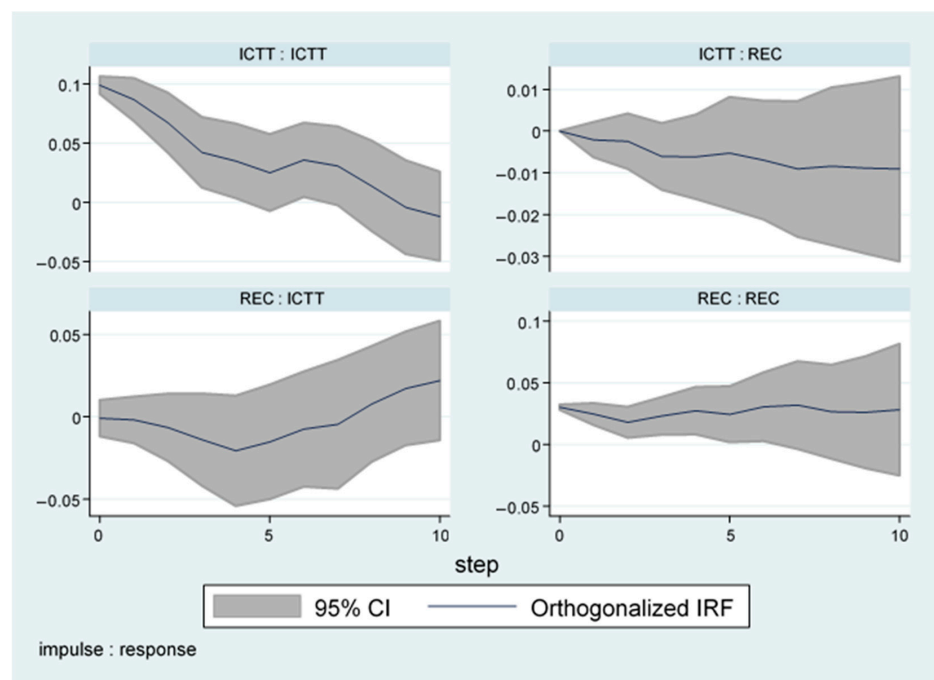 ICTT : ICTT
ICTT : REC
0.1
0.05
0
−0.05
0.01
0
−0.01
−0.02
−0.03
REC : ICTT
REC : REC
0.05
0
−0.05
0.1
0.05
0
−0.05
0
5
10
0
5
10
step
95% CI
Orthogonalized IRF
impulse : response